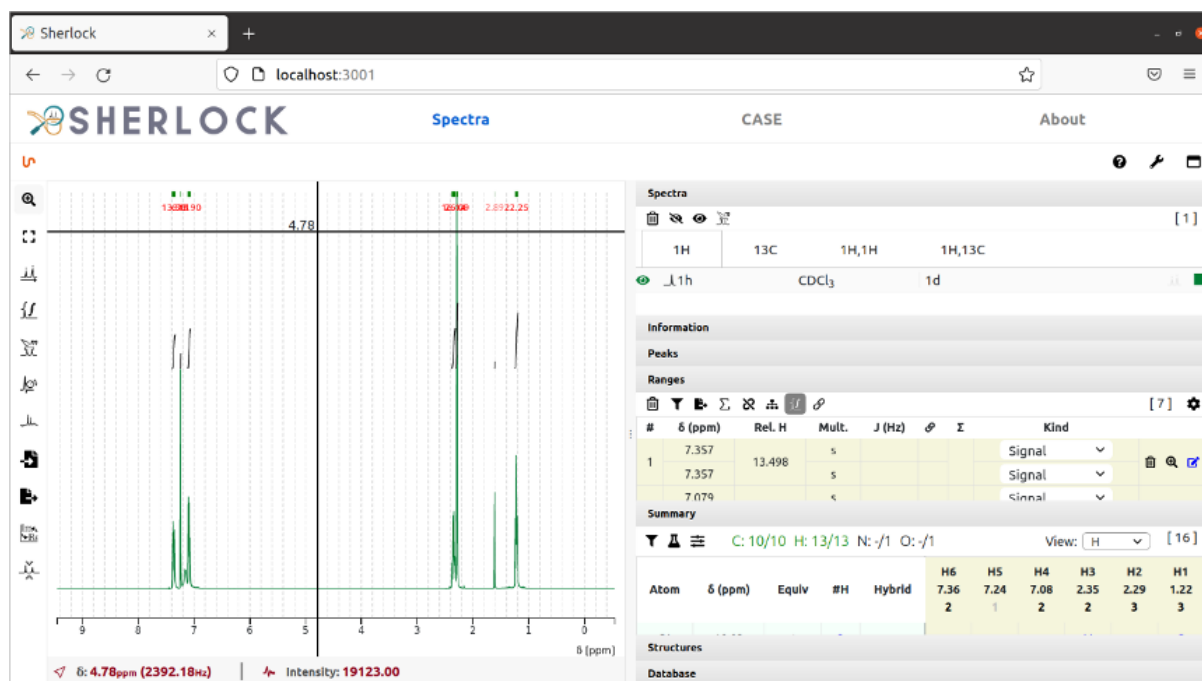 Sherlock × +
localhost:3001
SHERLOCK Spectra CASE About
4.78
2.89 22.25
9 8 7 6 5 4 3 2 1 0
δ (ppm)
δ: 4.78ppm (2392.18Hz) Intensity: 19123.00
Spectra
[ 1 ]
1H 13C 1H,1H 1H,13C
1h CDCl3 1d
Information
Peaks
Ranges
[ 7 ]
# δ (ppm) Rel. H Mult. J (Hz) Σ Kind
1 7.357 13.498 s Signal
7.357 s Signal
7.079 s Signal
Summary
C: 10/10 H: 13/13 N: -/1 O: -/1 View: H [ 16 ]
Atom δ (ppm) Equiv #H Hybrid
H6 H5 H4 H3 H2 H1
7.36 7.24 7.08 2.35 2.29 1.22
2 1 2 2 3 3
Structures
Database